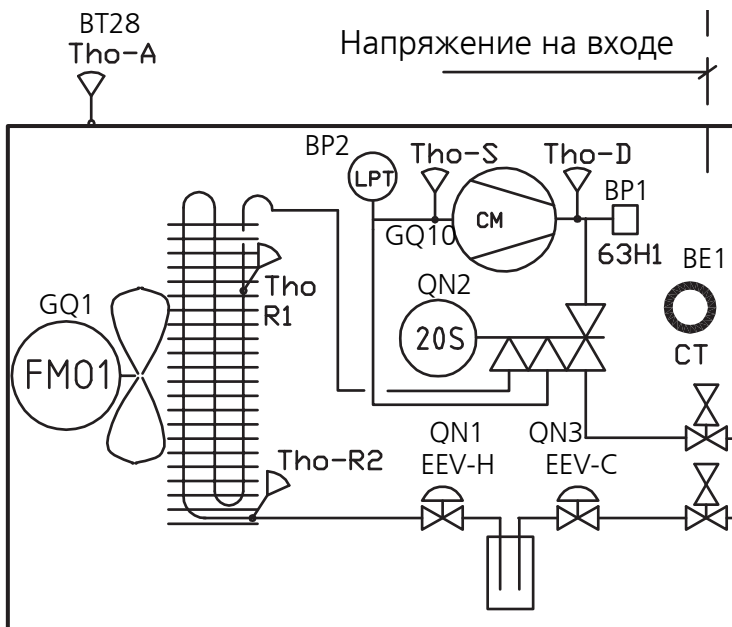 BT28
Tho-A
Напряжение на входе
BP2
LPT
Tho-S
Tho-D
BP1
GQ10
CM
63H1
BE1
Tho
R1
QN2
GQ1
20S
CT
FM01
QN1
QN3
EEV-H
EEV-C
Tho-R2